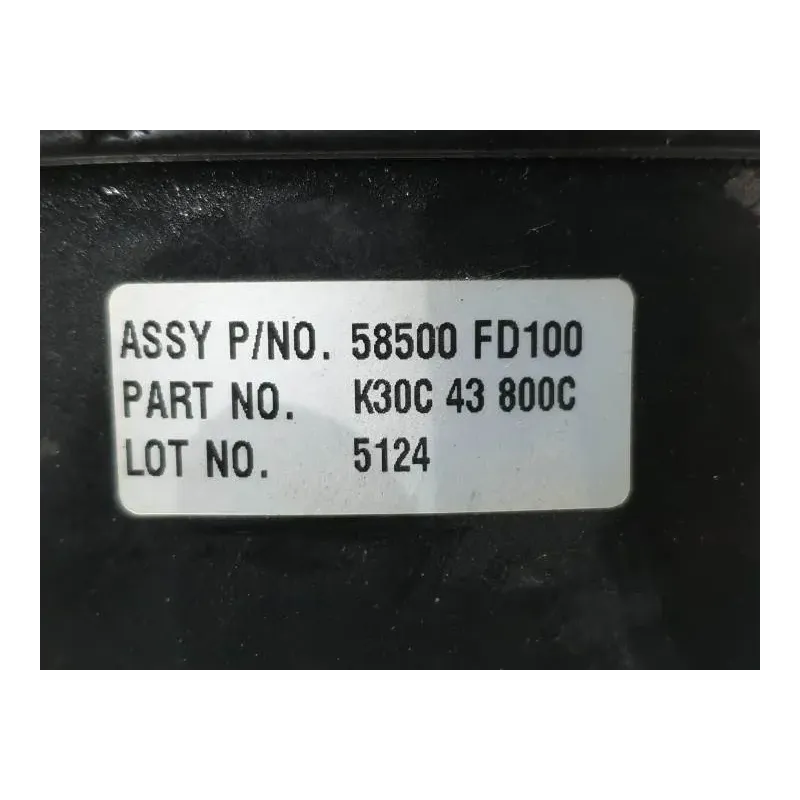 ASSY P/NO. 58500 FD100
PART NO. K30C 43 800C
LOT NO. 5124